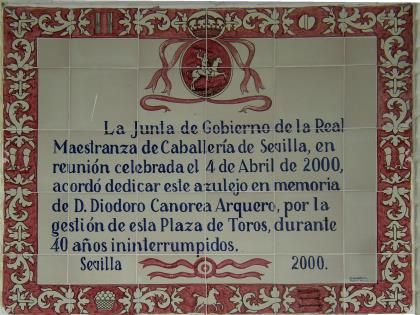 La Junta de Gobierno de la Real
Maestranza de Caballería de Sevilla, en
reunión celebrada el 4 de Abril de 2000,
acordó dedicar este azulejo en memoria
de D. Diodoro Canorea Arquero, por la
gestión de esta Plaza de Toros, durante
40 años ininterrumpidos.
Sevilla 2000.